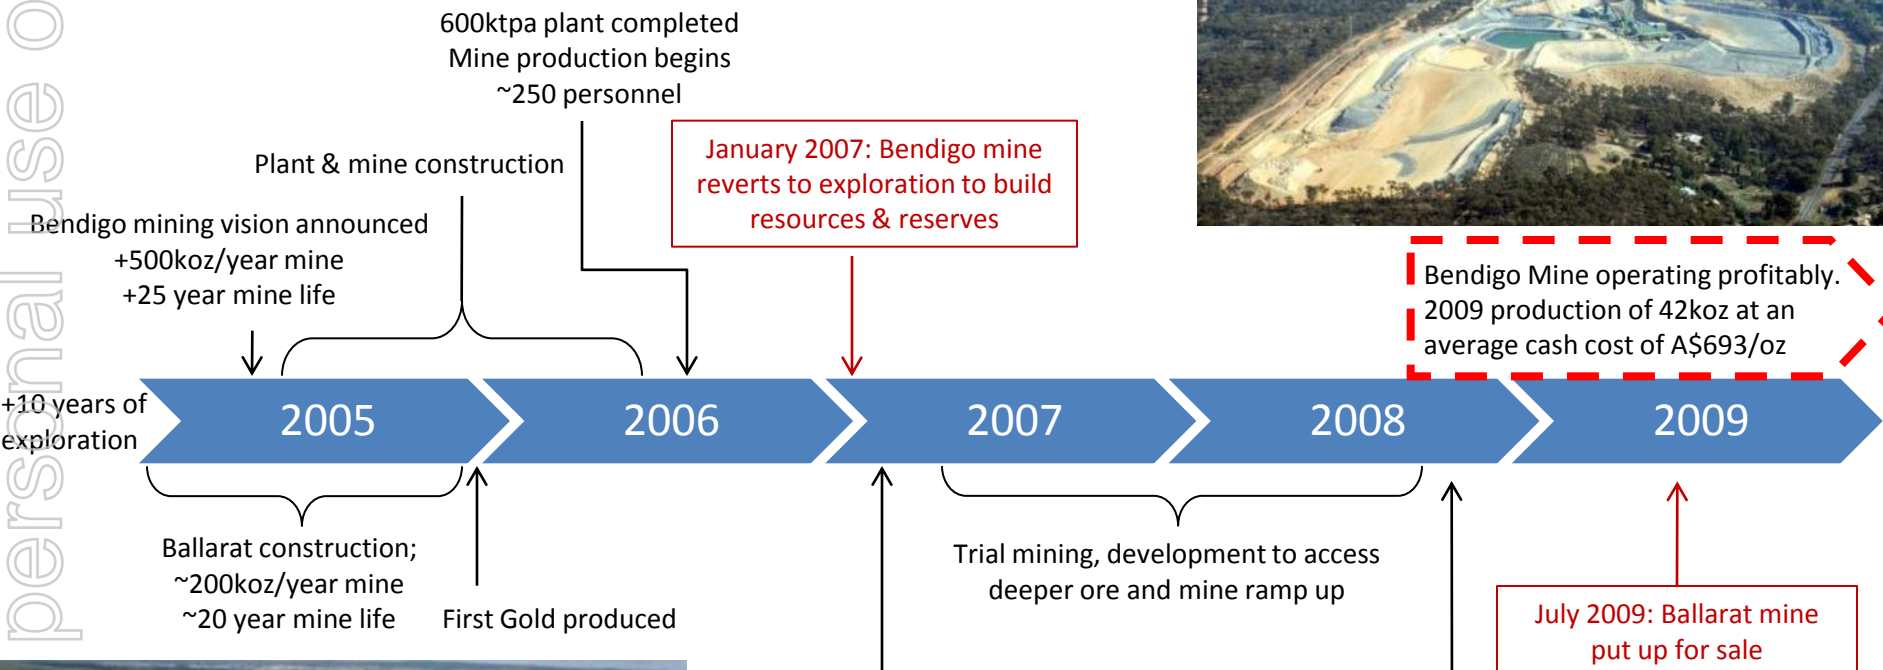 600ktpa plant completed
Mine production begins
~250 personnel
Plant & mine construction
January 2007: Bendigo mine
reverts to exploration to build
resources & reserves
Bendigo mining vision announced
+500koz/year mine
+25 year mine life
Bendigo Mine operating profitably.
2009 production of 42koz at an
average cash cost of A$693/oz
+10 years of
exploration
2005
2006
2007
2008
2009
Ballarat construction;
~200koz/year mine
~20 year mine life
First Gold produced
Trial mining, development to access
deeper ore and mine ramp up
July 2009: Ballarat mine
put up for sale
personal use o